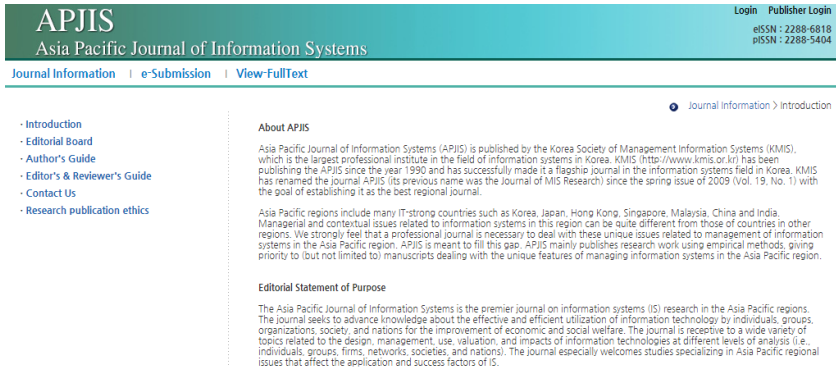 APJIS
Asia Pacific Journal of Information Systems
Login Publisher Login
eISSN : 2288-6818
pISSN : 2288-5404
Journal Information | e-Submission | View-FullText
Journal Information > Introduction
· Introduction
· Editorial Board
· Author's Guide
· Editor's & Reviewer's Guide
· Contact Us
· Research publication ethics
About APJIS
Asia Pacific Journal of Information Systems (APJIS) is published by the Korea Society of Management Information Systems (KMIS),
which is the largest professional institute in the field of information systems in Korea. KMIS (http://www.kmis.or.kr) has been
publishing the APJIS since the year 1990 and has successfully made it a flagship journal in the information systems field in Korea. KMIS
has renamed the journal APJIS (its previous name was the Journal of MIS Research) since the spring issue of 2009 (Vol. 19, No. 1) with
the goal of establishing it as the best regional journal.
Asia Pacific regions include many IT-strong countries such as Korea, Japan, Hong Kong, Singapore, Malaysia, China and India.
Managerial and contextual issues related to information systems in this region can be quite different from those of countries in other
regions. We strongly feel that a professional journal is necessary to deal with these unique issues related to management of information
systems in the Asia Pacific region. APJIS is meant to fill this gap. APJIS mainly publishes research work using empirical methods, giving
priority to (but not limited to) manuscripts dealing with the unique features of managing information systems in the Asia Pacific region.
Editorial Statement of Purpose
The Asia Pacific Journal of Information Systems is the premier journal on information systems (IS) research in the Asia Pacific regions.
The journal seeks to advance knowledge about the effective and efficient utilization of information technology by individuals, groups,
organizations, society, and nations for the improvement of economic and social welfare. The journal is receptive to a wide variety of
topics related to the design, management, use, valuation, and impacts of information technologies at different levels of analysis (i.e.,
individuals, groups, firms, networks, societies, and nations). The journal especially welcomes studies specializing in Asia Pacific regional
issues that affect the application and success factors of IS.